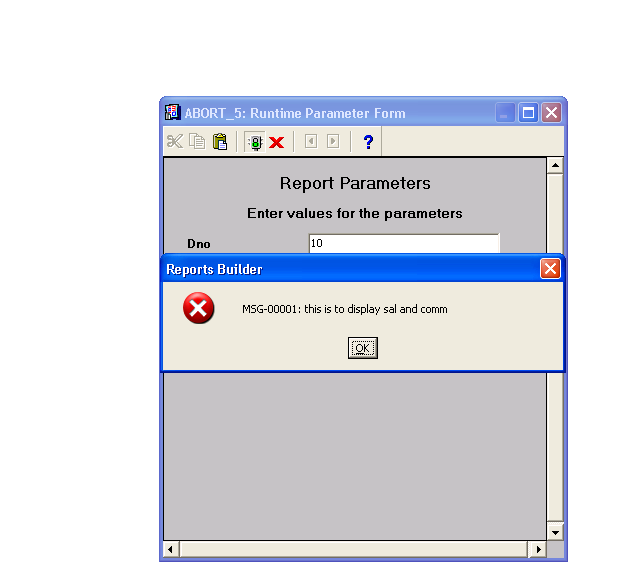 ABORT_5: Runtime Parameter Form
?
Report Parameters
Enter values for the parameters
Dno 10
Reports Builder
MSG-00001: this is to display sal and comm
OK